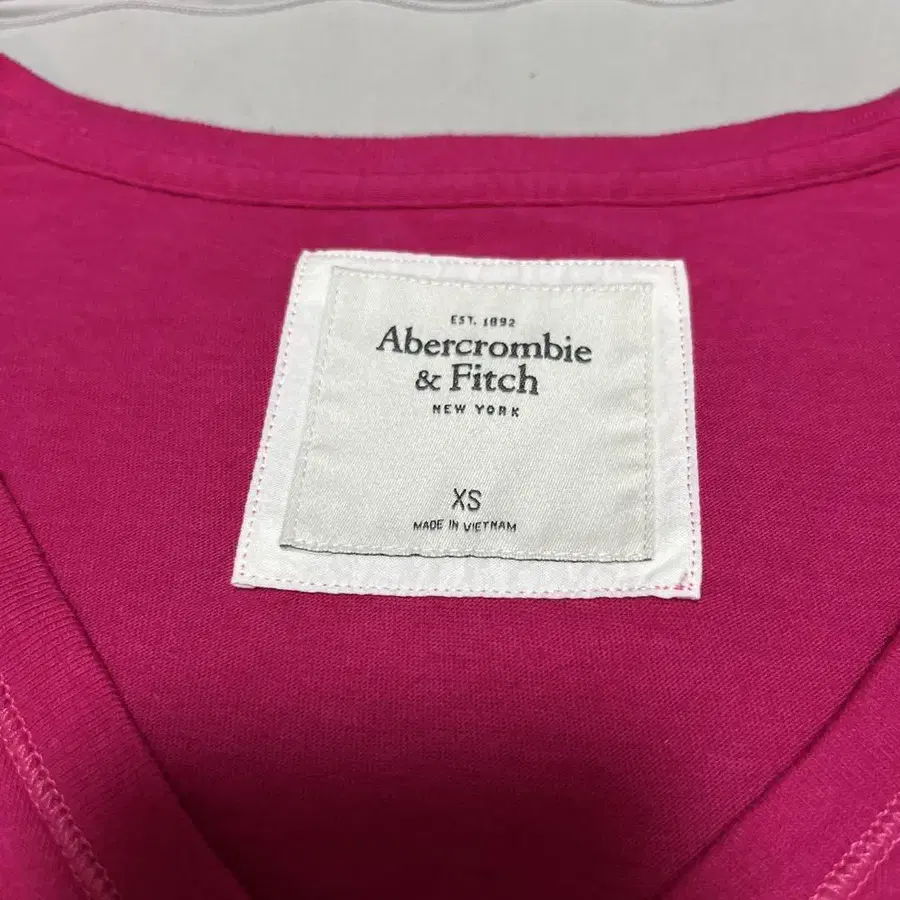 EST. 1892
Abercrombie
& Fitch
NEW YORK
XS
MADE IN VIETNAM